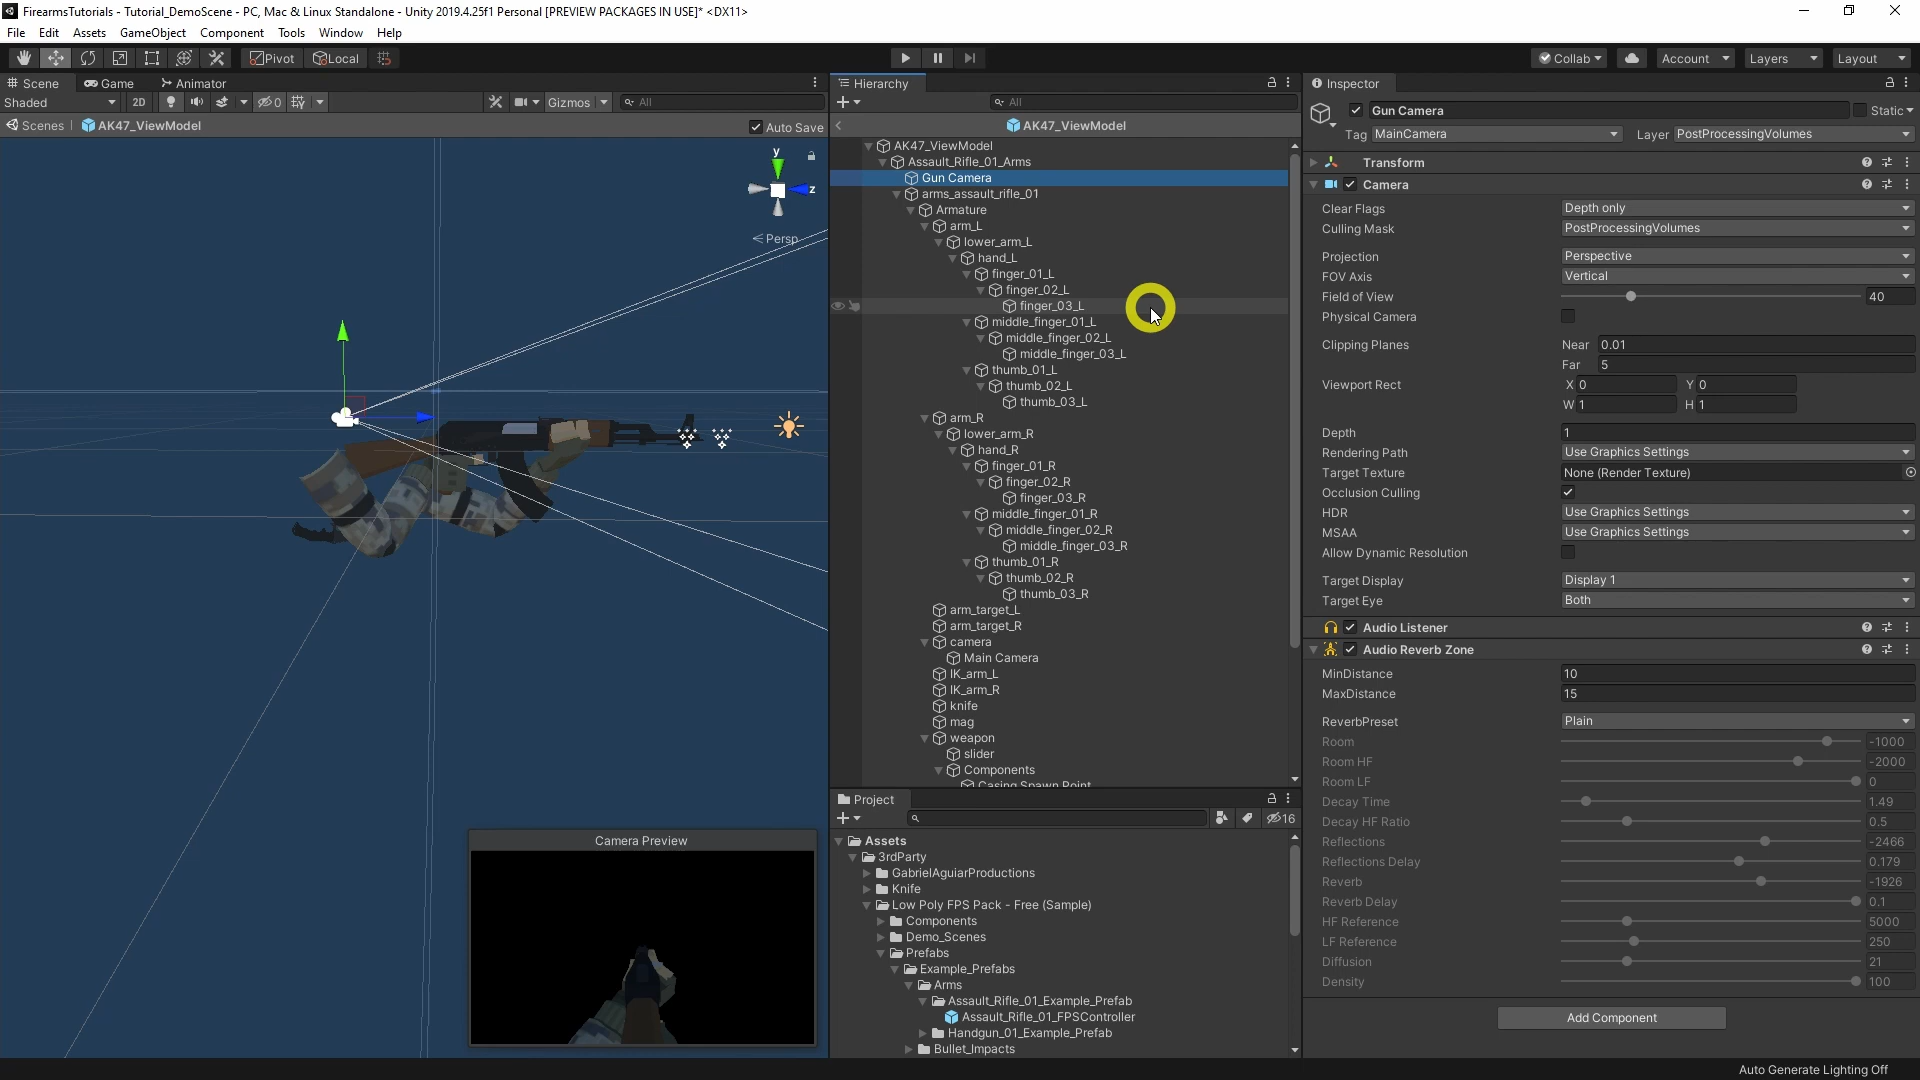 FirearmsTutorials - Tutorial_DemoScene - PC, Mac & Linux Standalone - Unity 2019.4.25f1 Personal [PREVIEW PACKAGES IN USE]* <DX11>
File Edit Assets GameObject Component Tools Window Help
Pivot Local Collab Account Layers Layout
Scene Game Animator
Shaded 2D 0 Gizmos All
Scenes AK47_ViewModel Auto Save
y
z
Persp
Camera Preview
Hierarchy
All
AK47_ViewModel
AK47_ViewModel
Assault_Rifle_01_Arms
Gun Camera
arms_assault_rifle_01
Armature
arm_L
lower_arm_L
hand_L
finger_01_L
finger_02_L
finger_03_L
middle_finger_01_L
middle_finger_02_L
middle_finger_03_L
thumb_01_L
thumb_02_L
thumb_03_L
arm_R
lower_arm_R
hand_R
finger_01_R
finger_02_R
finger_03_R
middle_finger_01_R
middle_finger_02_R
middle_finger_03_R
thumb_01_R
thumb_02_R
thumb_03_R
arm_target_L
arm_target_R
camera
Main Camera
IK_arm_L
IK_arm_R
knife
mag
weapon
slider
Components
Casing Spawn Point
Project
16
Assets
3rdParty
GabrielAguiarProductions
Knife
Low Poly FPS Pack - Free (Sample)
Components
Demo_Scenes
Prefabs
Example_Prefabs
Arms
Assault_Rifle_01_Example_Prefab
Assault_Rifle_01_FPSController
Handgun_01_Example_Prefab
Bullet_Impacts
Inspector
Gun Camera Static
Tag MainCamera Layer PostProcessingVolumes
Transform
Camera
Clear Flags Depth only
Culling Mask PostProcessingVolumes
Projection Perspective
FOV Axis Vertical
Field of View 40
Physical Camera
Clipping Planes Near 0.01
Far 5
Viewport Rect X 0 Y 0
W 1 H 1
Depth 1
Rendering Path Use Graphics Settings
Target Texture None (Render Texture)
Occlusion Culling
HDR Use Graphics Settings
MSAA Use Graphics Settings
Allow Dynamic Resolution
Target Display Display 1
Target Eye Both
Audio Listener
Audio Reverb Zone
MinDistance 10
MaxDistance 15
ReverbPreset Plain
Room -1000
Room HF -2000
Room LF 0
Decay Time 1.49
Decay HF Ratio 0.5
Reflections -2466
Reflections Delay 0.179
Reverb -1926
Reverb Delay 0.1
HF Reference 5000
LF Reference 250
Diffusion 21
Density 100
Add Component
Auto Generate Lighting Off